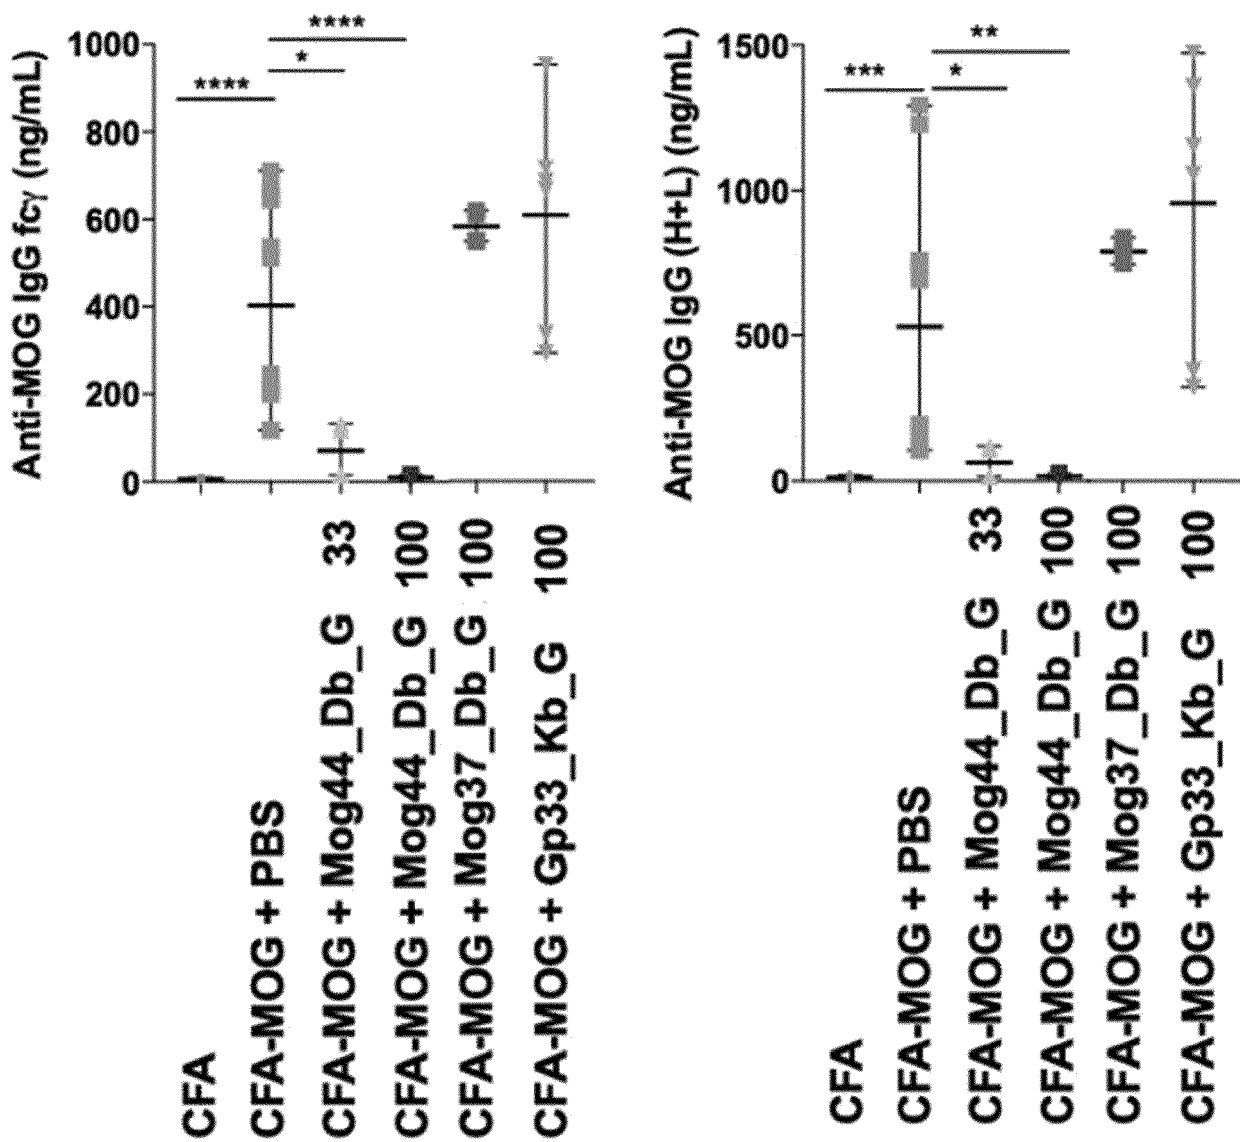 Anti-MOG IgG fcγ (ng/mL)
1000
800
600
400
200
0
****
*
****
CFA
CFA-MOG + PBS
CFA-MOG + Mog44_Db_G 33
CFA-MOG + Mog44_Db_G 100
CFA-MOG + Mog37_Db_G 100
CFA-MOG + Gp33_Kb_G 100
Anti-MOG IgG (H+L) (ng/mL)
1500
1000
500
0
**
*
***
CFA
CFA-MOG + PBS
CFA-MOG + Mog44_Db_G 33
CFA-MOG + Mog44_Db_G 100
CFA-MOG + Mog37_Db_G 100
CFA-MOG + Gp33_Kb_G 100